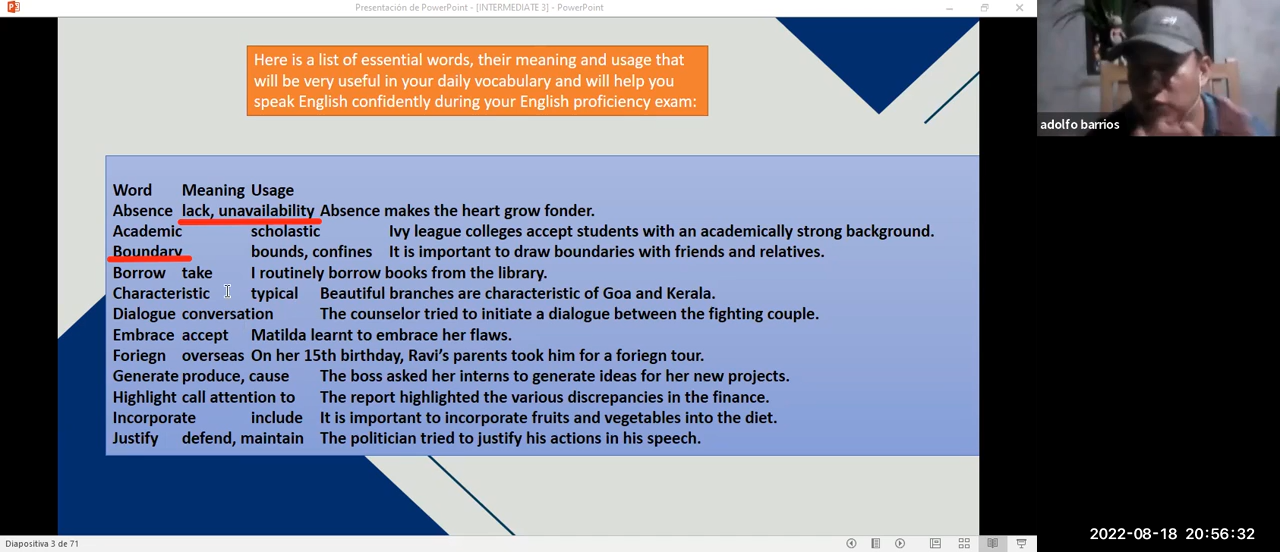 Presentación de PowerPoint - [INTERMEDIATE 3] - PowerPoint
Here is a list of essential words, their meaning and usage that
will be very useful in your daily vocabulary and will help you
speak English confidently during your English proficiency exam:
adolfo barrios
Word Meaning Usage
Absence lack, unavailability Absence makes the heart grow fonder.
Academic scholastic Ivy league colleges accept students with an academically strong background.
Boundary bounds, confines It is important to draw boundaries with friends and relatives.
Borrow take I routinely borrow books from the library.
Characteristic typical Beautiful branches are characteristic of Goa and Kerala.
Dialogue conversation The counselor tried to initiate a dialogue between the fighting couple.
Embrace accept Matilda learnt to embrace her flaws.
Foriegn overseas On her 15th birthday, Ravi’s parents took him for a foriegn tour.
Generate produce, cause The boss asked her interns to generate ideas for her new projects.
Highlight call attention to The report highlighted the various discrepancies in the finance.
Incorporate include It is important to incorporate fruits and vegetables into the diet.
Justify defend, maintain The politician tried to justify his actions in his speech.
Diapositiva 3 de 71
2022-08-18 20:56:32